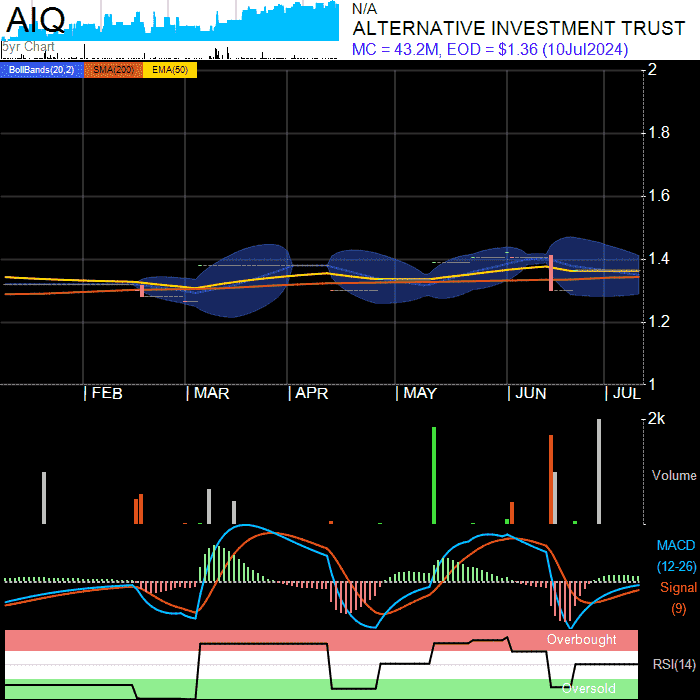 AIQ
5yr Chart
N/A
ALTERNATIVE INVESTMENT TRUST
MC = 43.2M, EOD = $1.36 (10Jul2024)
BollBands(20,2) SMA(200) EMA(50)
2
1.8
1.6
1.4
1.2
1
| FEB | MAR | APR | MAY | JUN | JUL
2k
Volume
MACD
(12-26)
Signal
(9)
Overbought
RSI(14)
Oversold